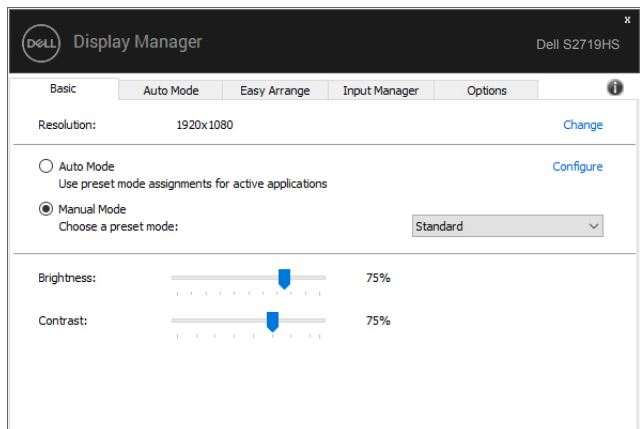 x
DELL Display Manager Dell S2719HS
Basic Auto Mode Easy Arrange Input Manager Options i
Resolution: 1920x1080 Change
Auto Mode Configure
Use preset mode assignments for active applications
Manual Mode
Choose a preset mode: Standard
Brightness: 75%
Contrast: 75%